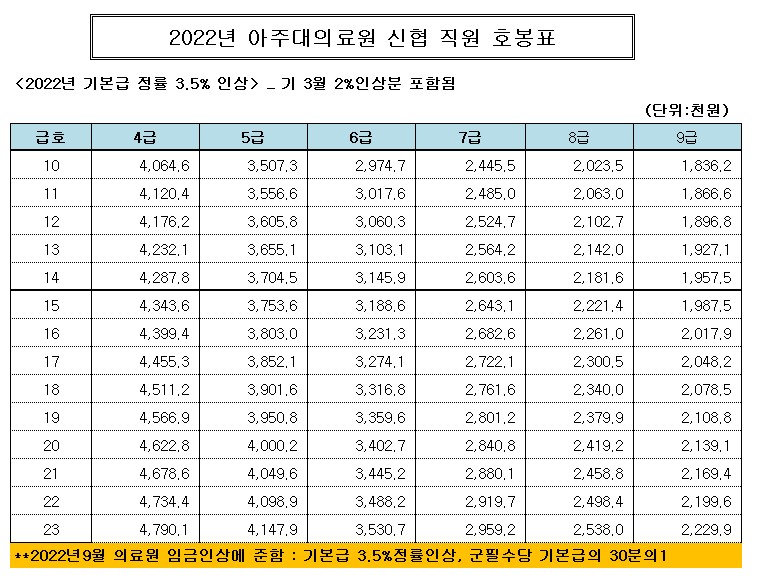 2022년 아주대의료원 신협 직원 호봉표
<2022년 기본급 정률 3.5% 인상> _ 기 3월 2%인상분 포함됨
(단위:천원)
급호 4급 5급 6급 7급 8급 9급
10 4,064.6 3,507.3 2,974.7 2,445.5 2,023.5 1,836.2
11 4,120.4 3,556.6 3,017.6 2,485.0 2,063.0 1,866.6
12 4,176.2 3,605.8 3,060.3 2,524.7 2,102.7 1,896.8
13 4,232.1 3,655.1 3,103.1 2,564.2 2,142.0 1,927.1
14 4,287.8 3,704.5 3,145.9 2,603.6 2,181.6 1,957.5
15 4,343.6 3,753.6 3,188.6 2,643.1 2,221.4 1,987.5
16 4,399.4 3,803.0 3,231.3 2,682.6 2,261.0 2,017.9
17 4,455.3 3,852.1 3,274.1 2,722.1 2,300.5 2,048.2
18 4,511.2 3,901.6 3,316.8 2,761.6 2,340.0 2,078.5
19 4,566.9 3,950.8 3,359.6 2,801.2 2,379.9 2,108.8
20 4,622.8 4,000.2 3,402.7 2,840.8 2,419.2 2,139.1
21 4,678.6 4,049.6 3,445.2 2,880.1 2,458.8 2,169.4
22 4,734.4 4,098.9 3,488.2 2,919.7 2,498.4 2,199.6
23 4,790.1 4,147.9 3,530.7 2,959.2 2,538.0 2,229.9
**2022년9월 의료원 임금인상에 준함 : 기본급 3.5%정률인상, 군필수당 기본급의 30분의1